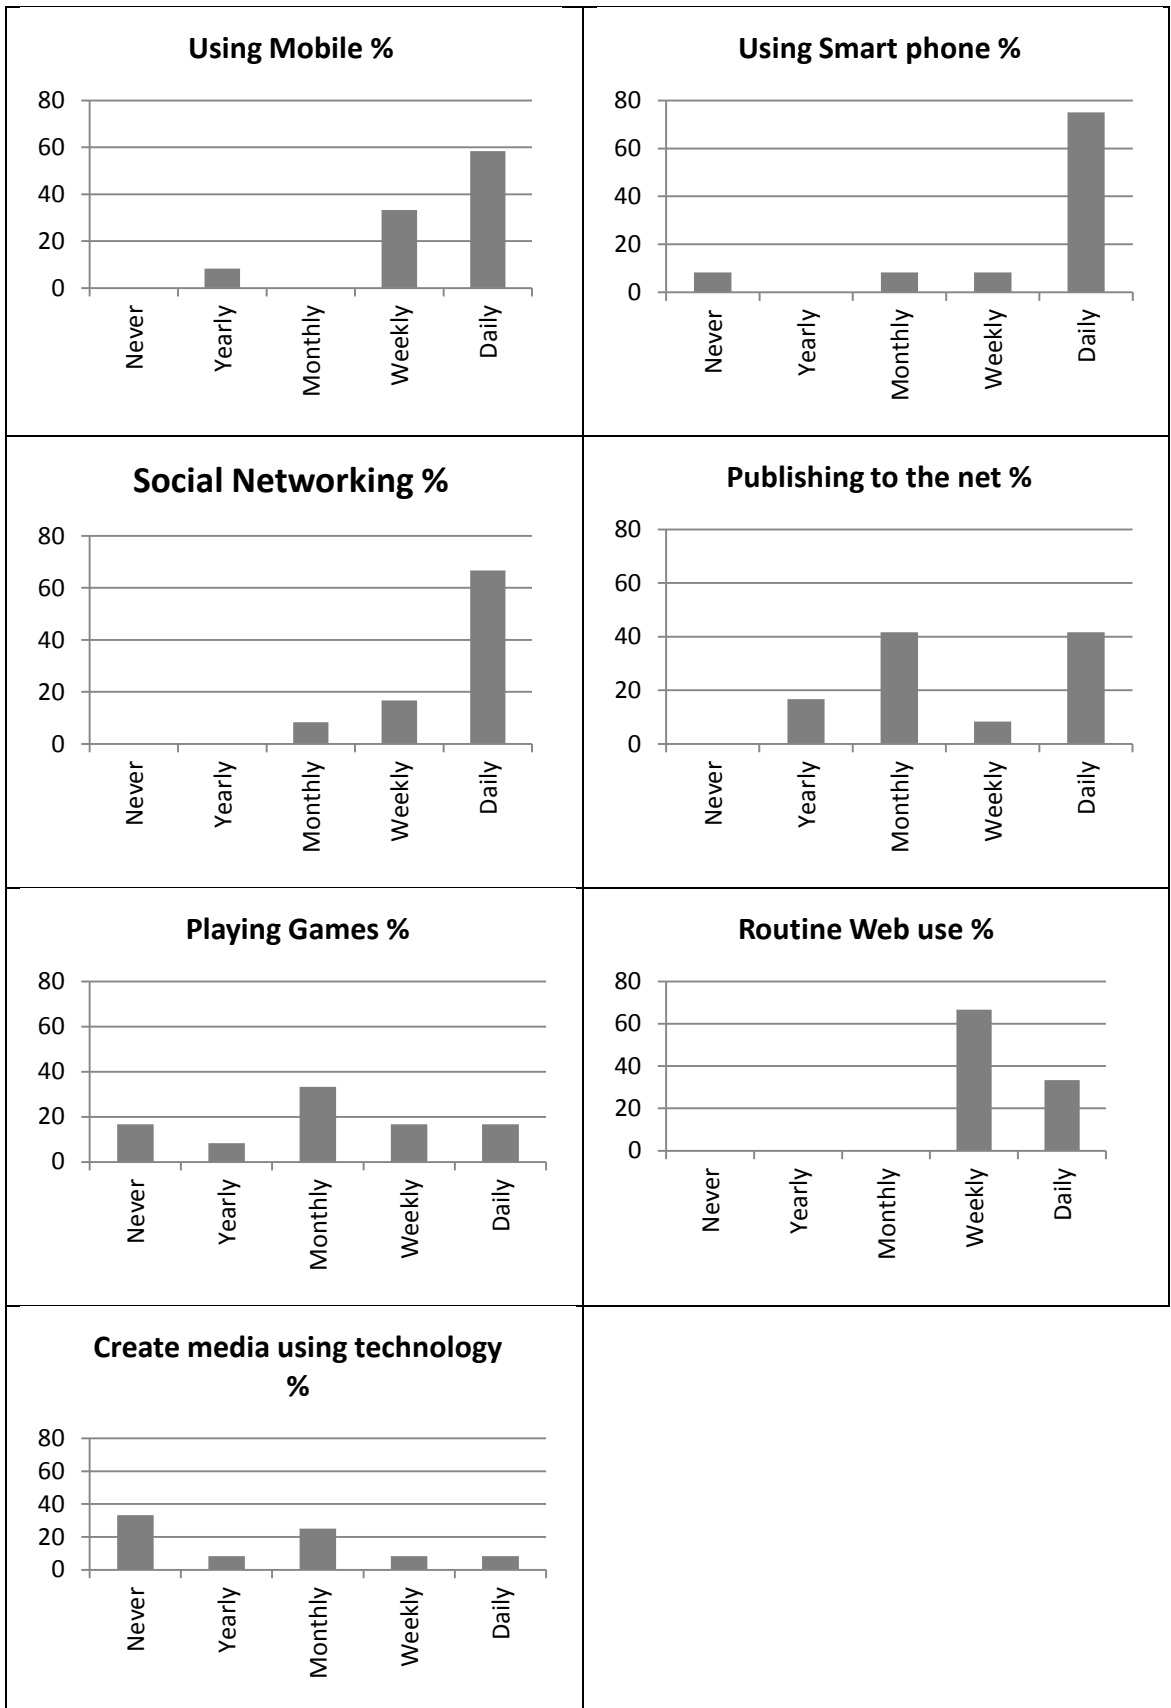 Using Mobile %
80
60
40
20
0
Never
Yearly
Monthly
Weekly
Daily
Using Smart phone %
80
60
40
20
0
Never
Yearly
Monthly
Weekly
Daily
Social Networking %
80
60
40
20
0
Never
Yearly
Monthly
Weekly
Daily
Publishing to the net %
80
60
40
20
0
Never
Yearly
Monthly
Weekly
Daily
Playing Games %
80
60
40
20
0
Never
Yearly
Monthly
Weekly
Daily
Routine Web use %
80
60
40
20
0
Never
Yearly
Monthly
Weekly
Daily
Create media using technology
%
80
60
40
20
0
Never
Yearly
Monthly
Weekly
Daily